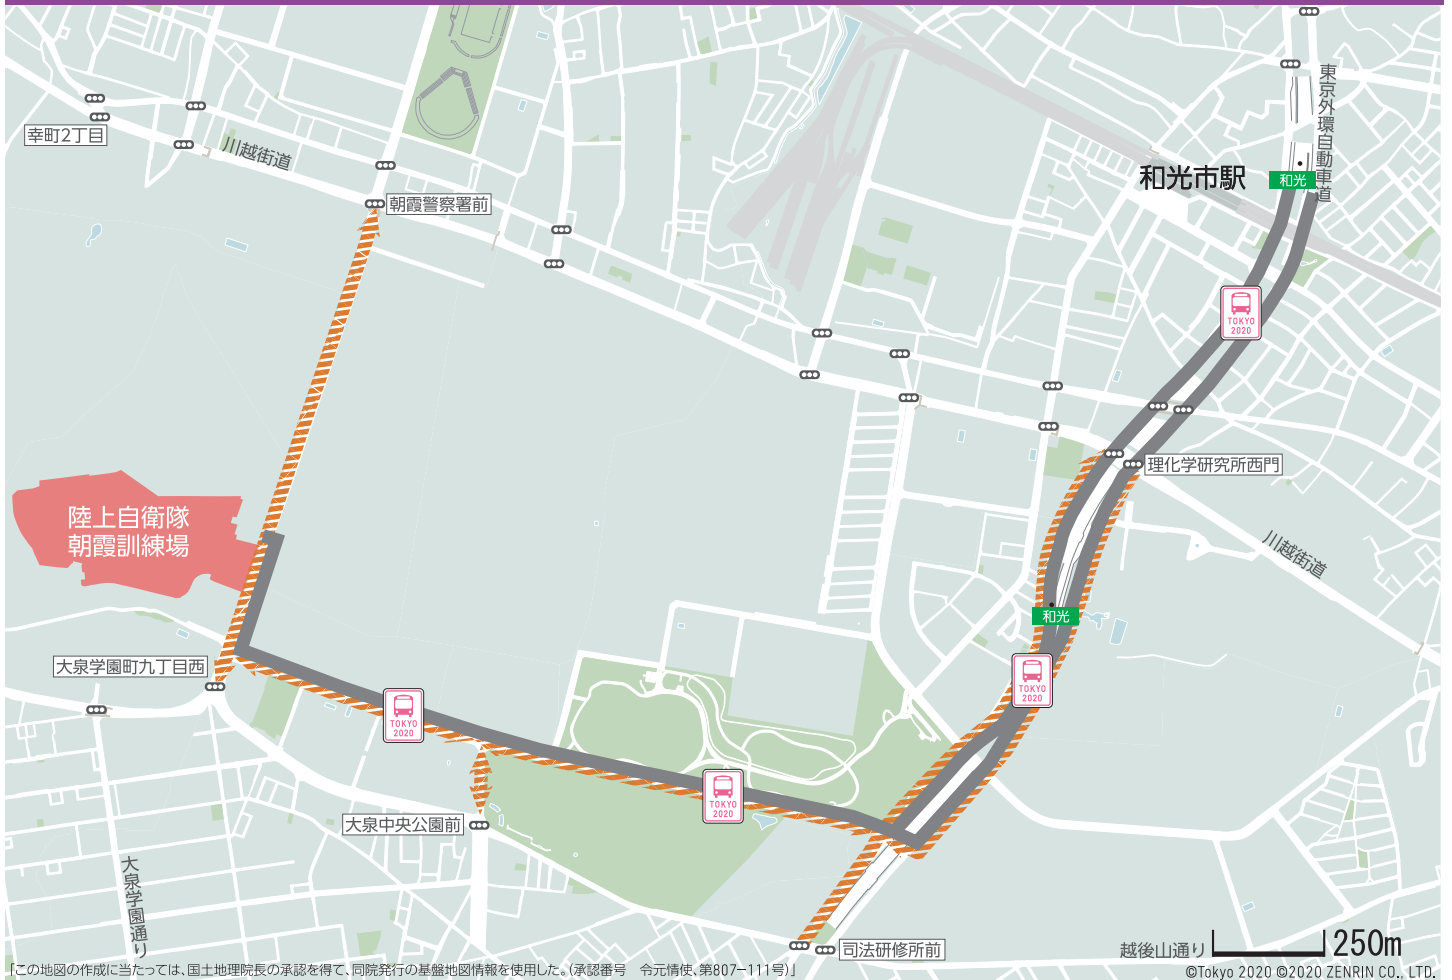 東京外環自動車道
幸町2丁目
川越街道
和光市駅
和光
朝霞警察署前
TOKYO
2020
理化学研究所西門
陸上自衛隊
朝霞訓練場
川越街道
和光
大泉学園町九丁目西
TOKYO
2020
TOKYO
2020
TOKYO
2020
大泉中央公園前
大泉学園通り
司法研修所前
越後山通り
250m
「この地図の作成に当たっては、国土地理院長の承認を得て、同院発行の基盤地図情報を使用した。(承認番号　令元情使、第807−111号)」
©Tokyo 2020 ©2020 ZENRIN CO., LTD.